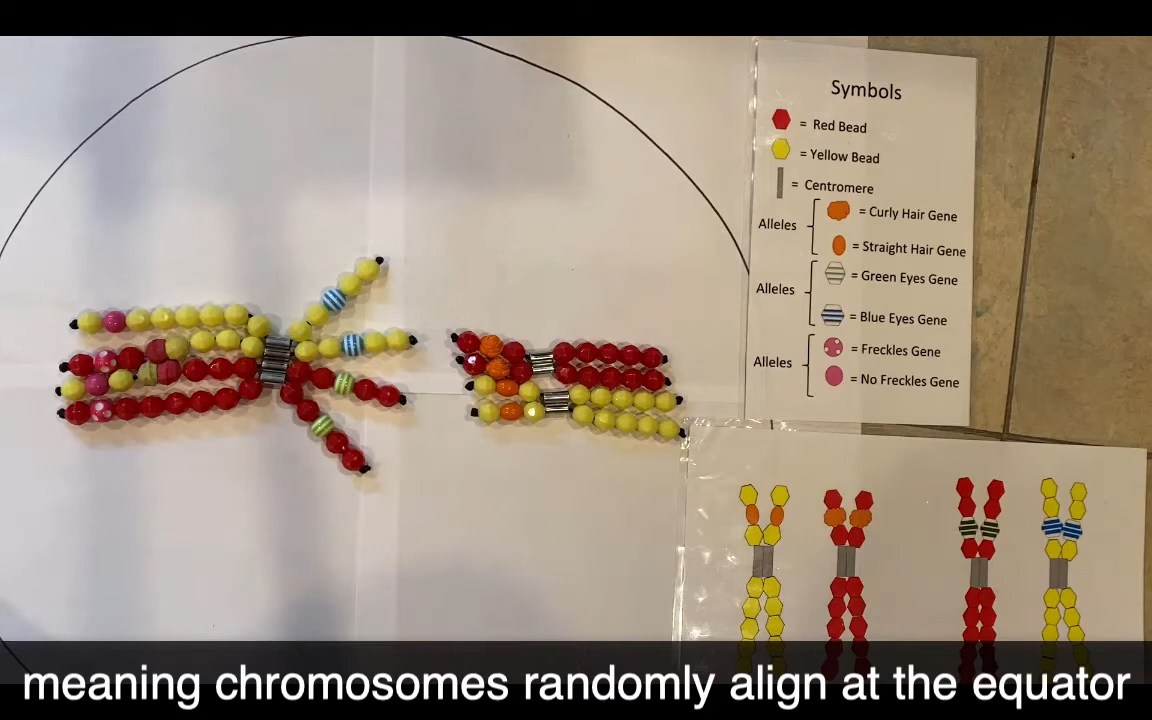 Symbols
= Red Bead
= Yellow Bead
= Centromere
Alleles
= Curly Hair Gene
= Straight Hair Gene
Alleles
= Green Eyes Gene
= Blue Eyes Gene
Alleles
= Freckles Gene
= No Freckles Gene
meaning chromosomes randomly align at the equator